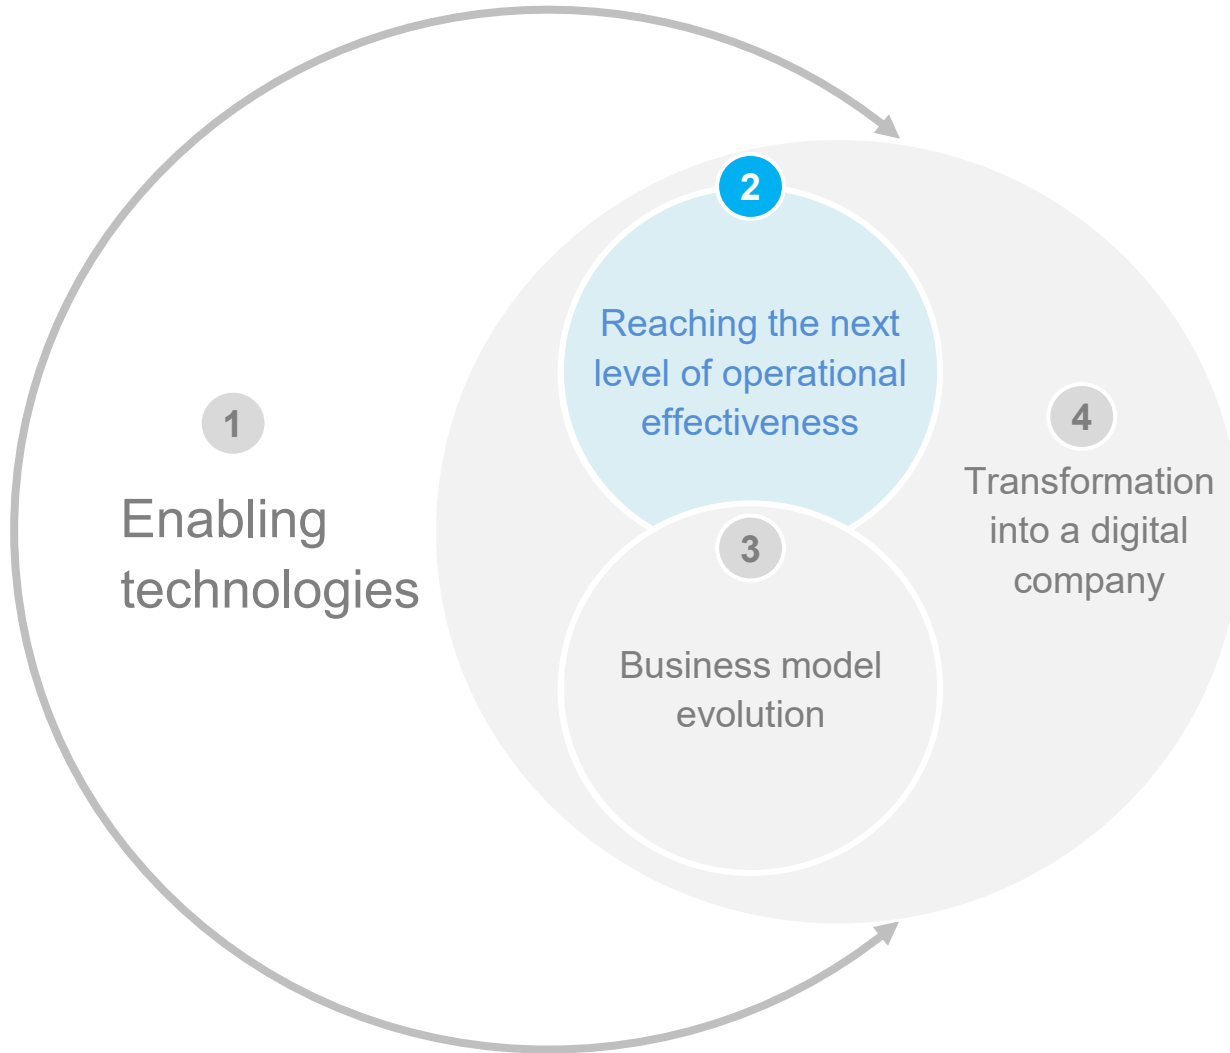 1
Enabling
technologies
2
Reaching the next
level of operational
effectiveness
3
Business model
evolution
4
Transformation
into a digital
company